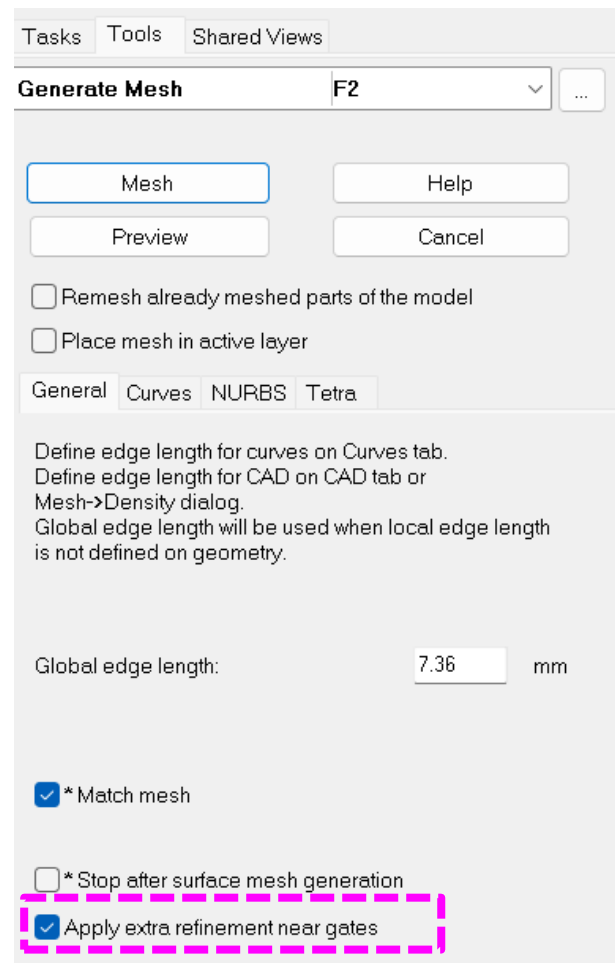 Tasks Tools Shared Views
Generate Mesh F2 ...
Mesh Help
Preview Cancel
Remesh already meshed parts of the model
Place mesh in active layer
General Curves NURBS Tetra
Define edge length for curves on Curves tab.
Define edge length for CAD on CAD tab or
Mesh->Density dialog.
Global edge length will be used when local edge length
is not defined on geometry.
Global edge length: 7.36 mm
* Match mesh
* Stop after surface mesh generation
Apply extra refinement near gates